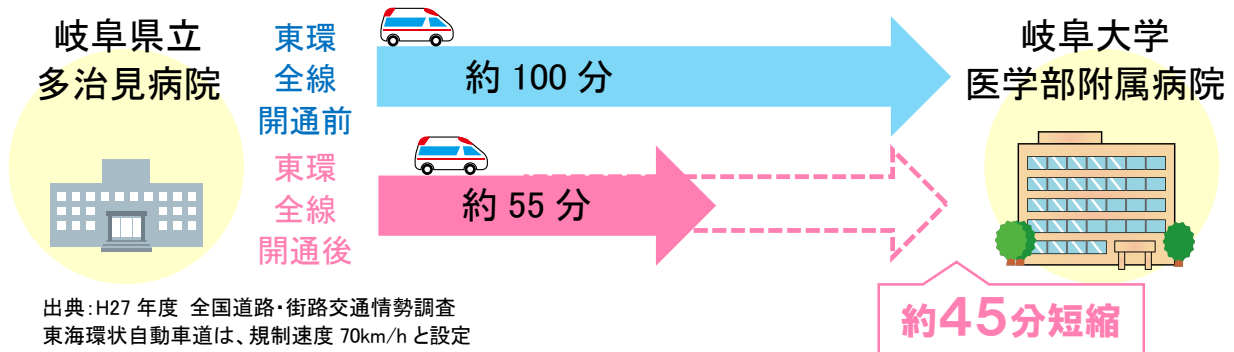 岐阜県立
多治見病院
東環
全線
開通前
約 100 分
岐阜大学
医学部附属病院
東環
全線
開通後
約 55 分
約45分短縮
出典：H27 年度 全国道路・街路交通情勢調査
東海環状自動車道は、規制速度 70km/h と設定